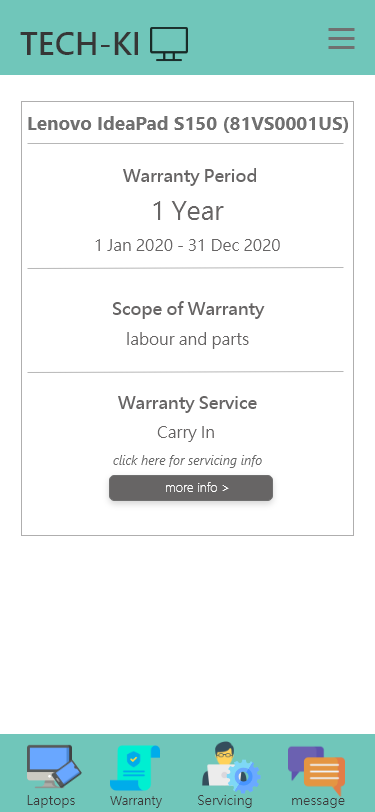 TECH-KI
Lenovo IdeaPad S150 (81VS0001US)
Warranty Period
1 Year
1 Jan 2020 - 31 Dec 2020
Scope of Warranty
labour and parts
Warranty Service
Carry In
click here for servicing info
more info >
Laptops Warranty Servicing message